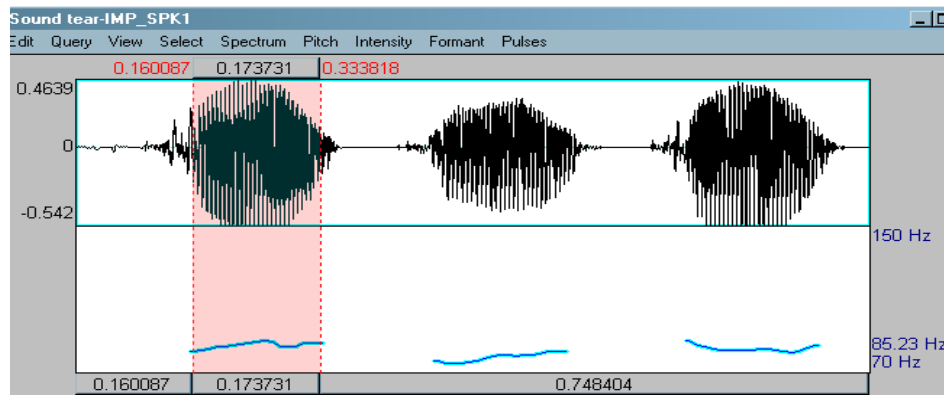 Sound tear-IMP_SPK1
Edit Query View Select Spectrum Pitch Intensity Formant Pulses
0.160087 0.173731 0.333818
0.4639
0
-0.542
150 Hz
85.23 Hz
70 Hz
0.160087 0.173731 0.748404